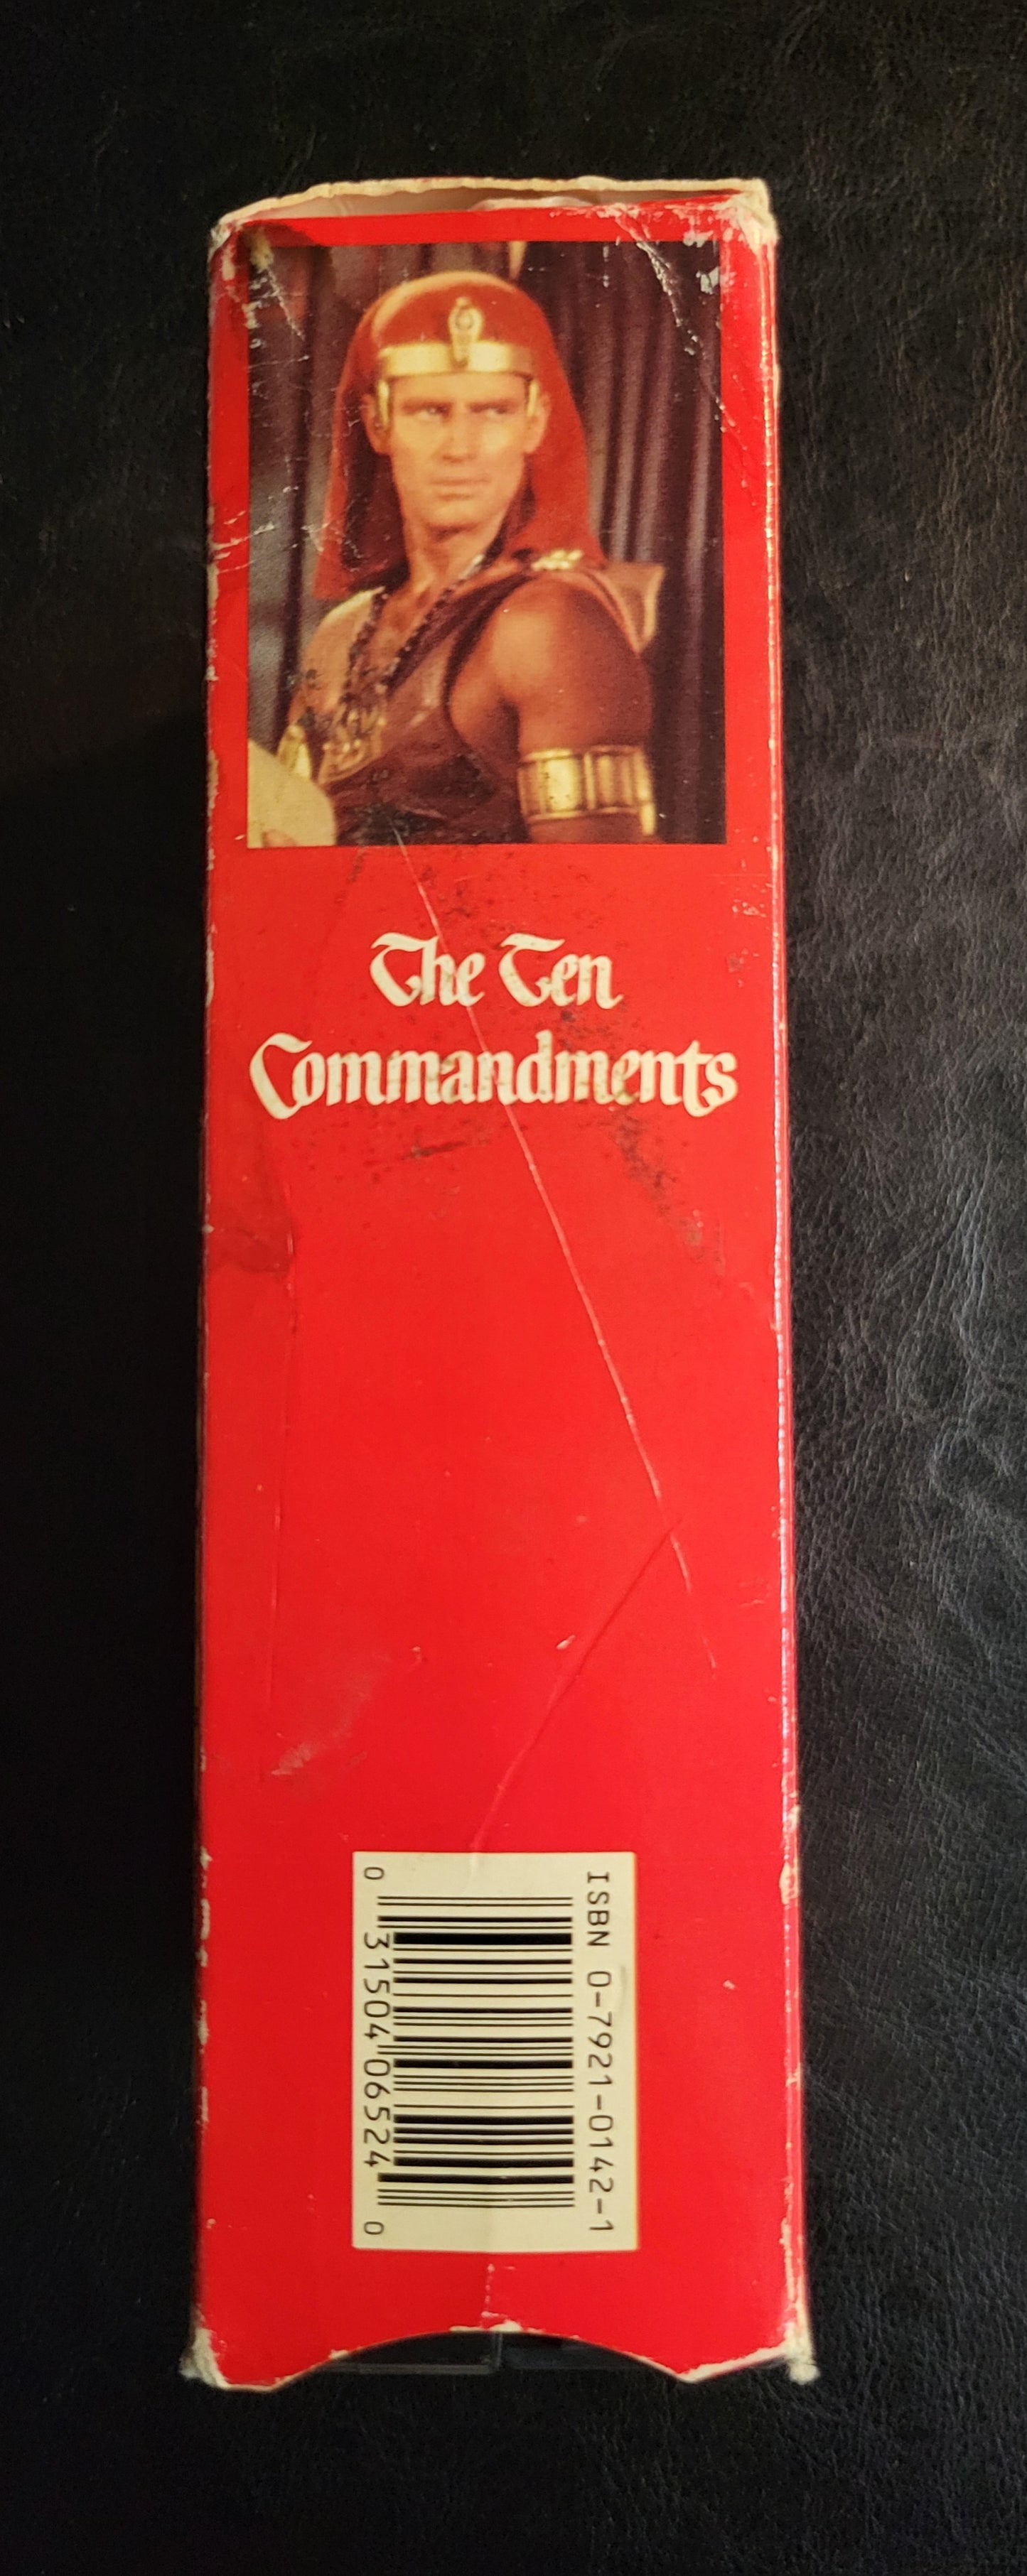 The Ten
Commandments
ISBN 0-7921-0142-1
0 31504 06524 0